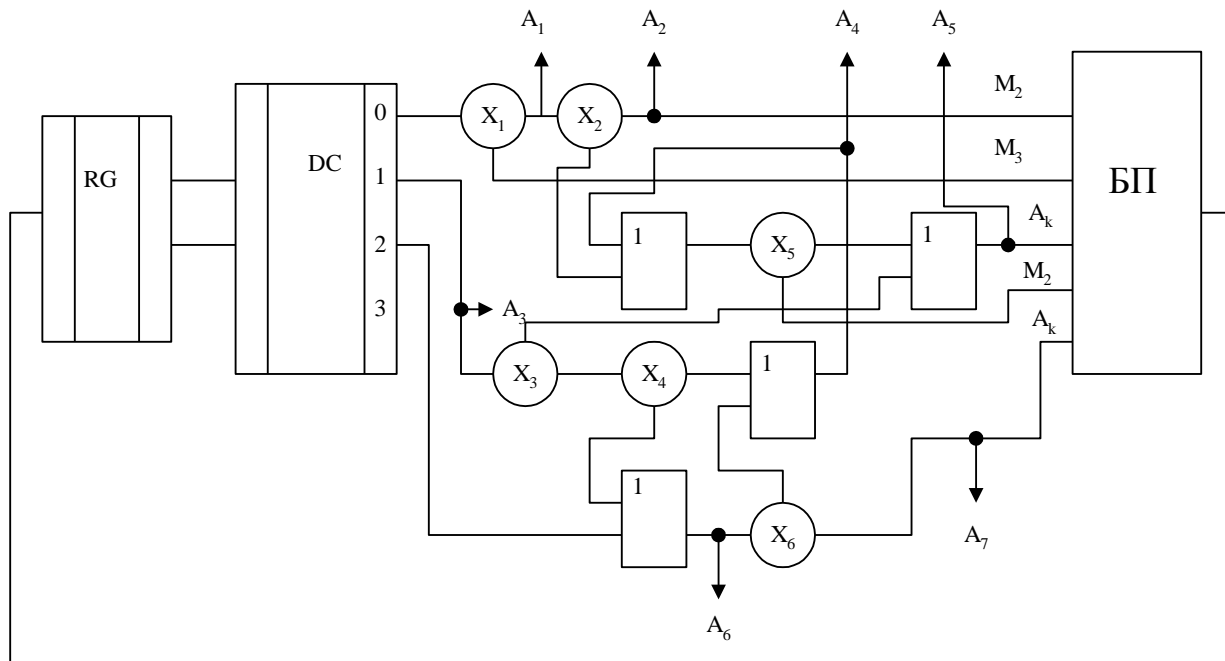 A1 A2 A4 A5
0 X1 X2 M2
RG DC 1 M3 БП
2 1 X5 1 Ak
M2
3 A3 Ak
X3 X4 1
1 X6 A7
A6